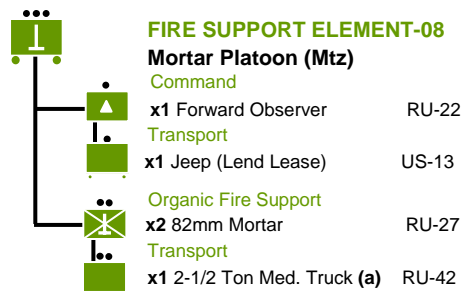 FIRE SUPPORT ELEMENT-08
Mortar Platoon (Mtz)
Command
x1 Forward Observer RU-22
Transport
x1 Jeep (Lend Lease) US-13
Organic Fire Support
x2 82mm Mortar RU-27
Transport
x1 2-1/2 Ton Med. Truck (a) RU-42